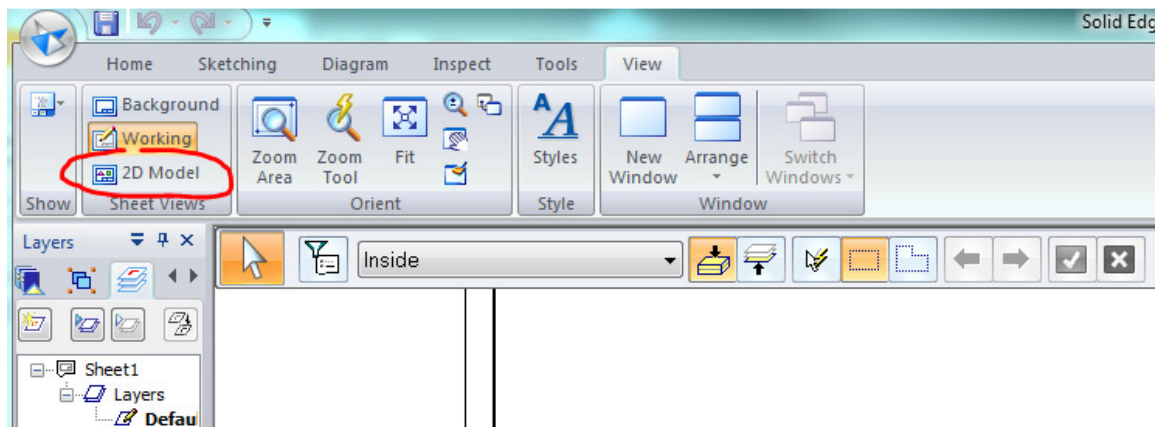 Solid Edg
Home Sketching Diagram Inspect Tools View
Background
Working
2D Model
Zoom Area
Zoom Tool
Fit
Styles
New Window
Arrange
Switch Windows
Show Sheet Views Orient Style Window
Layers
Inside
Sheet1
Layers
Defau